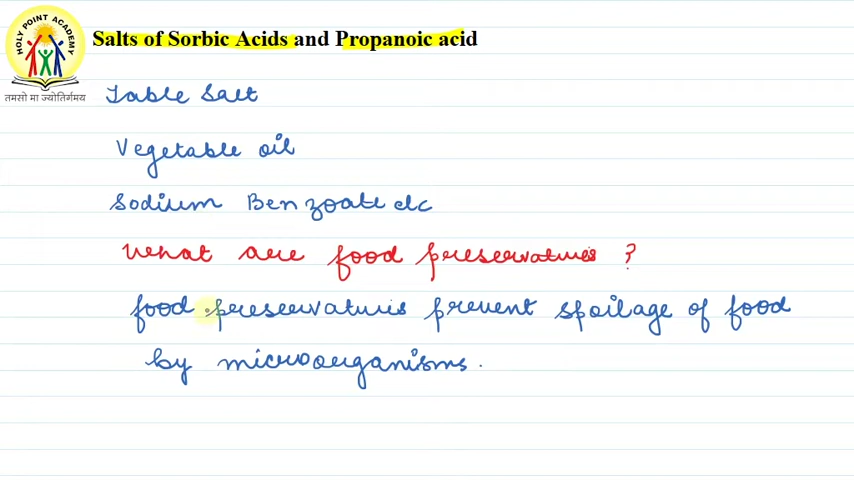 HOLY POINT ACADEMY
तमसो मा ज्योतिर्गमय
Salts of Sorbic Acids and Propanoic acid
Table Salt
Vegetable oil
Sodium Benzoate etc
What are food preservatives ?
food preservatives prevent spoilage of food
by microorganisms.